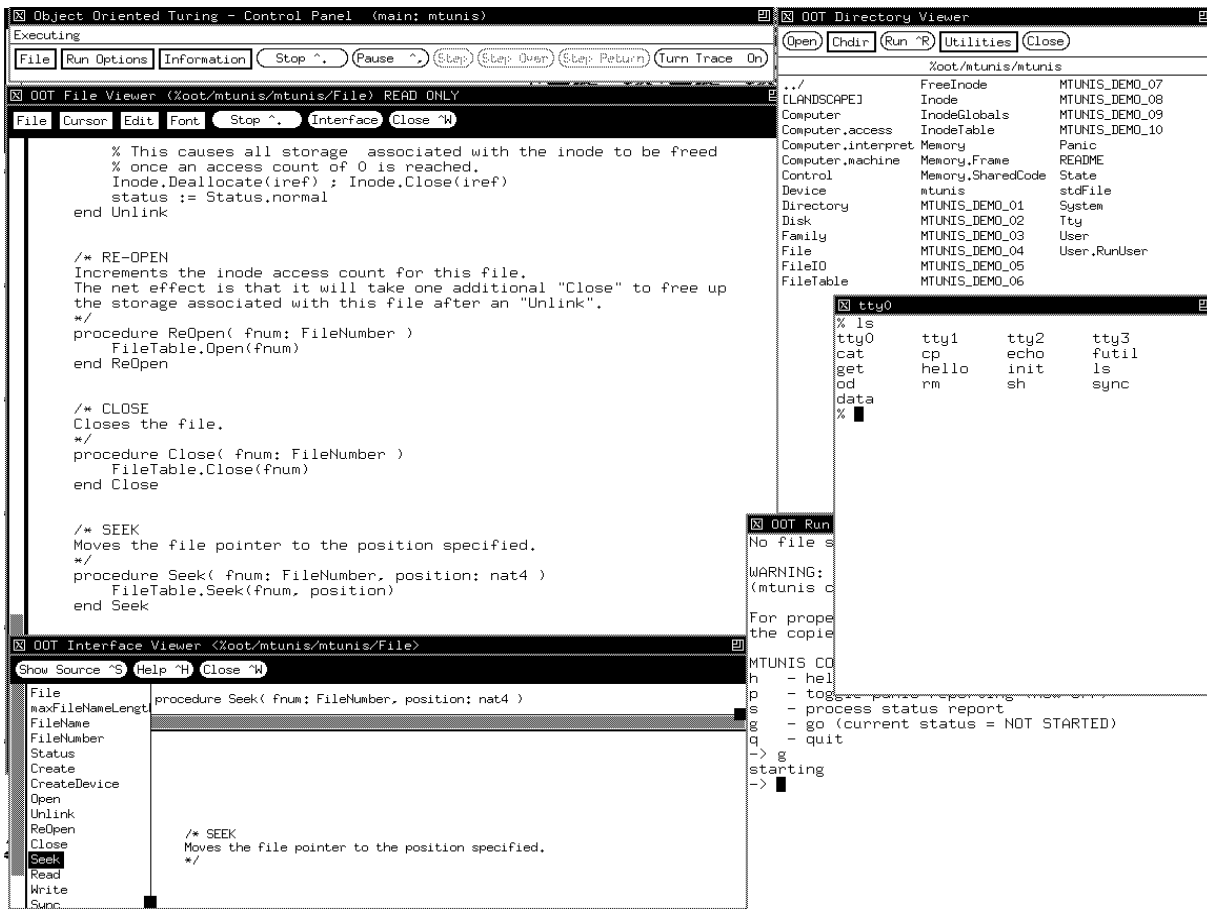 Object Oriented Turing - Control Panel (main: mtunis)
Executing
File Run Options Information Stop ^. Pause ^, Step Step Over Step Return Turn Trace On
OOT File Viewer (%oot/mtunis/mtunis/File) READ ONLY
File Cursor Edit Font Stop ^. Interface Close ^W
% This causes all storage associated with the inode to be freed
% once an access count of 0 is reached.
Inode.Deallocate(iref) ; Inode.Close(iref)
status := Status.normal
end Unlink
/* RE-OPEN
Increments the inode access count for this file.
The net effect is that it will take one additional "Close" to free up
the storage associated with this file after an "Unlink".
*/
procedure ReOpen( fnum: FileNumber )
FileTable.Open(fnum)
end ReOpen
/* CLOSE
Closes the file.
*/
procedure Close( fnum: FileNumber )
FileTable.Close(fnum)
end Close
/* SEEK
Moves the file pointer to the position specified.
*/
procedure Seek( fnum: FileNumber, position: nat4 )
FileTable.Seek(fnum, position)
end Seek
OOT Interface Viewer <%oot/mtunis/mtunis/File>
Show Source ^S Help ^H Close ^W
File
maxFileNameLengt
FileName
FileNumber
Status
Create
CreateDevice
Open
Unlink
ReOpen
Close
Seek
Read
Write
Sync
procedure Seek( fnum: FileNumber, position: nat4 )
/* SEEK
Moves the file pointer to the position specified.
*/
OOT Directory Viewer
Open Chdir Run ^R Utilities Close
%oot/mtunis/mtunis
../ FreeInode MTUNIS_DEMO_07
[LANDSCAPE] Inode MTUNIS_DEMO_08
Computer InodeGlobals MTUNIS_DEMO_09
Computer.access InodeTable MTUNIS_DEMO_10
Computer.interpret Memory Panic
Computer.machine Memory.Frame README
Control Memory.SharedCode State
Device mtunis stdFile
Directory MTUNIS_DEMO_01 System
Disk MTUNIS_DEMO_02 Tty
Family MTUNIS_DEMO_03 User
File MTUNIS_DEMO_04 User.RunUser
FileIO MTUNIS_DEMO_05
FileTable MTUNIS_DEMO_06
tty0
% ls
tty0 tty1 tty2 tty3
cat cp echo futil
get hello init ls
od rm sh sync
data
%
OOT Run
No file s
WARNING:
(mtunis c
For prope
the copie
MTUNIS CO
h - hel
p - toggle panic reporting (now OFF)
s - process status report
g - go (current status = NOT STARTED)
q - quit
-> g
starting
->